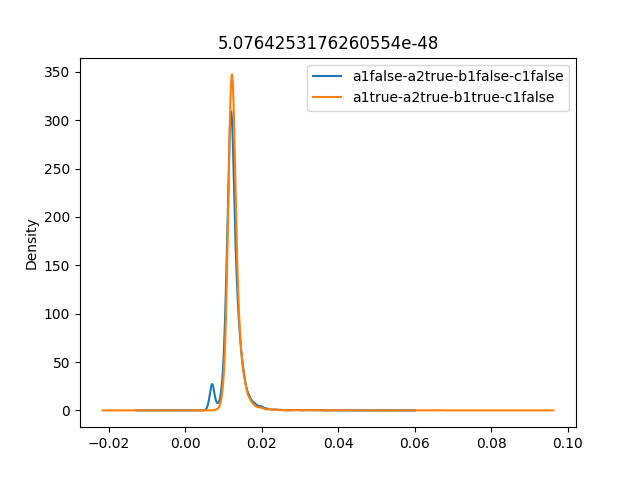 5.0764253176260554e-48
a1false-a2true-b1false-c1false
a1true-a2true-b1true-c1false
Density
350
300
250
200
150
100
50
0
−0.02 0.00 0.02 0.04 0.06 0.08 0.10